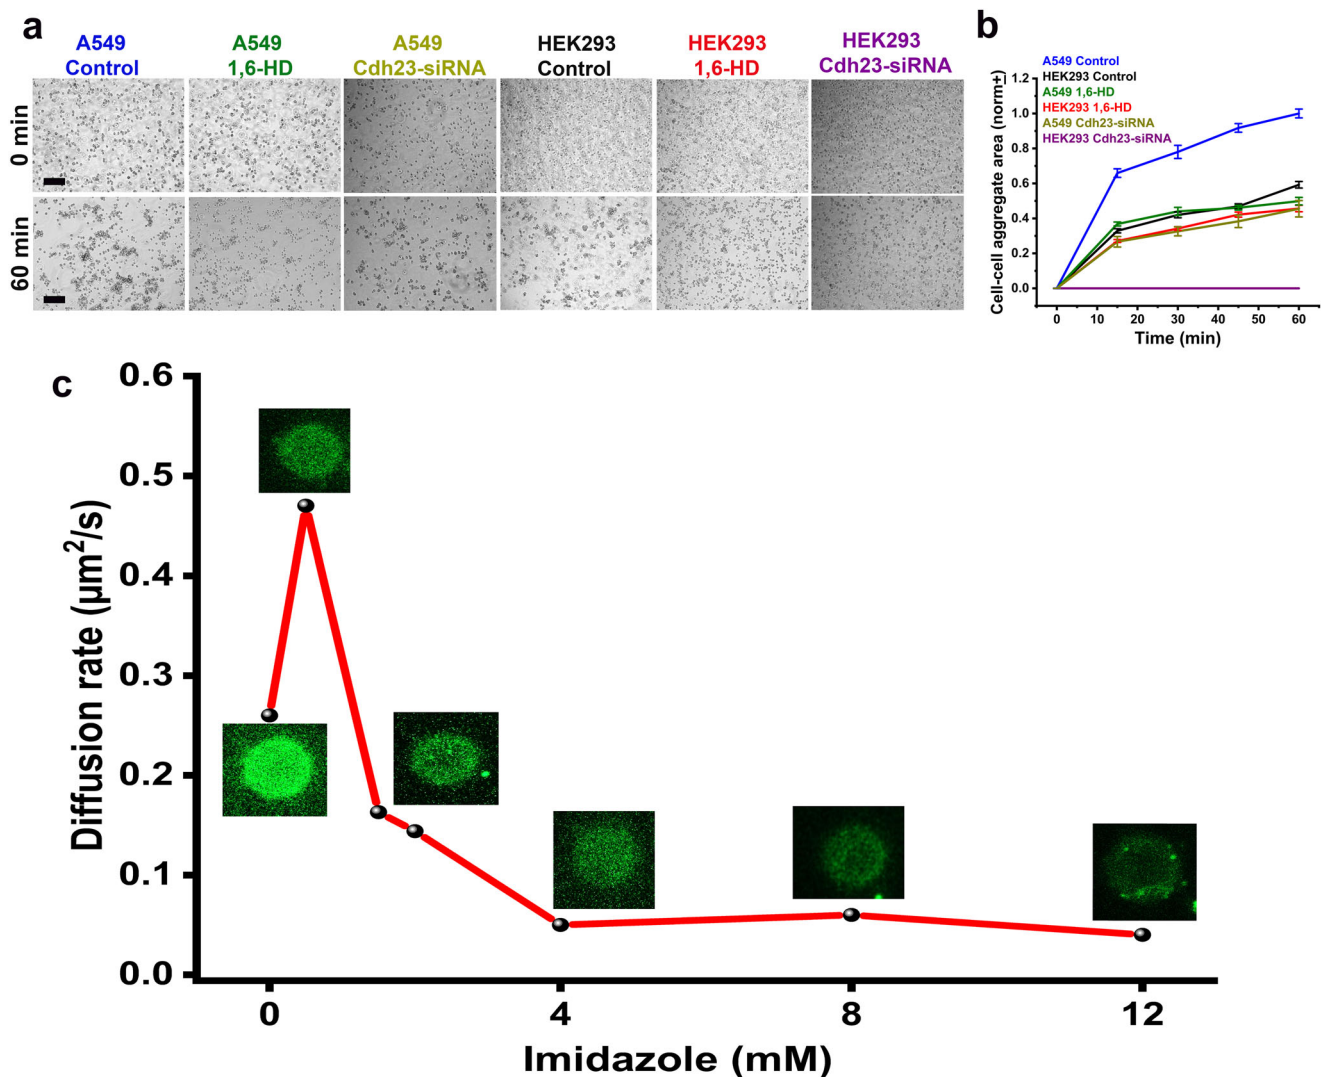 a
A549
Control
A549
1,6-HD
A549
Cdh23-siRNA
HEK293
Control
HEK293
1,6-HD
HEK293
Cdh23-siRNA
0 min
60 min
b
A549 Control
HEK293 Control
A549 1,6-HD
HEK293 1,6-HD
A549 Cdh23-siRNA
HEK293 Cdh23-siRNA
Cell-cell aggregate area (norm±)
1.2
1.0
0.8
0.6
0.4
0.2
0.0
0 10 20 30 40 50 60
Time (min)
c
Diffusion rate (µm²/s)
0.6
0.5
0.4
0.3
0.2
0.1
0.0
0 4 8 12
Imidazole (mM)